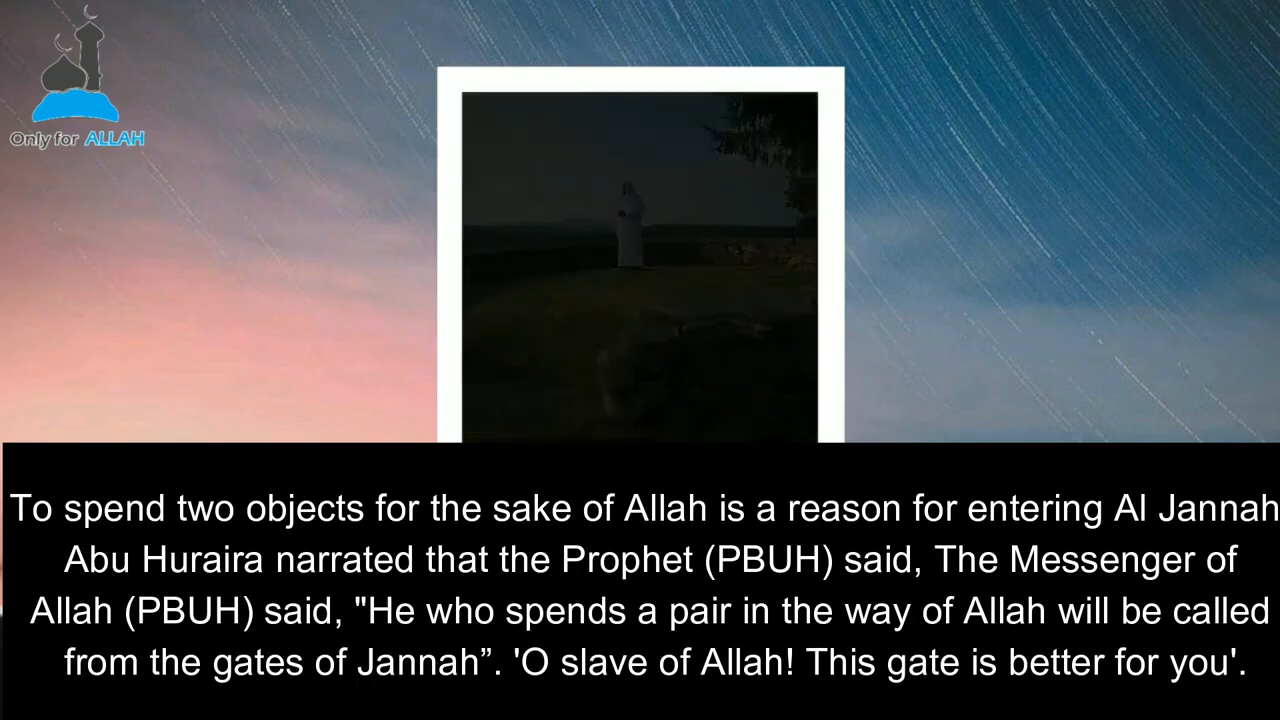 Only for ALLAH
To spend two objects for the sake of Allah is a reason for entering Al Jannah
Abu Huraira narrated that the Prophet (PBUH) said, The Messenger of
Allah (PBUH) said, "He who spends a pair in the way of Allah will be called
from the gates of Jannah”. 'O slave of Allah! This gate is better for you'.